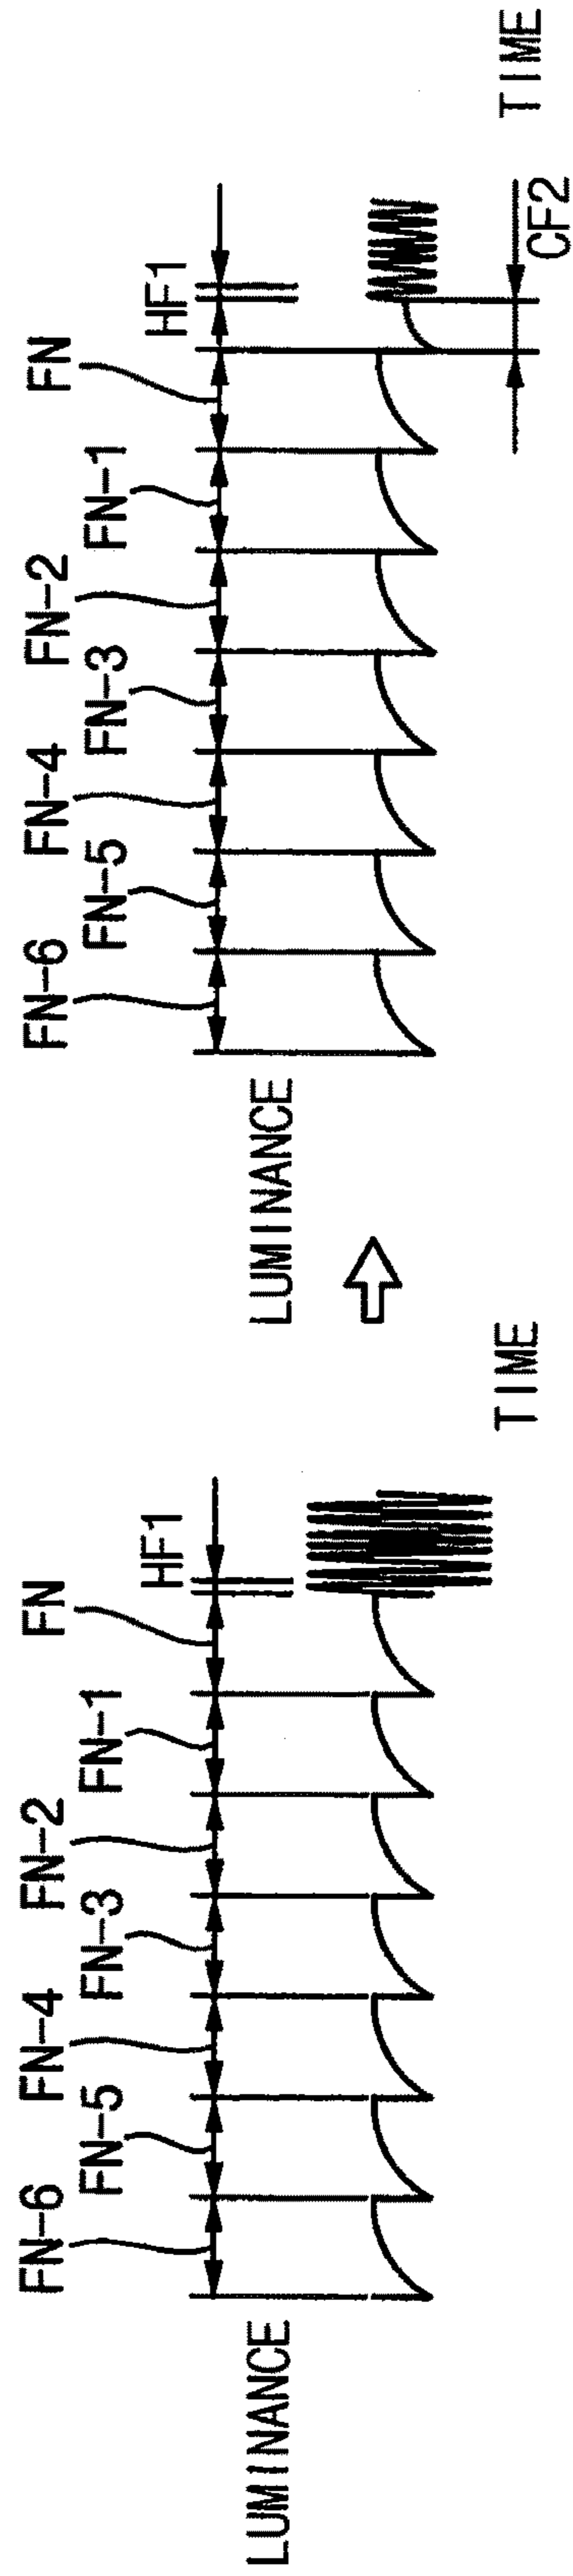 LUMINANCE
FN-6
FN-5
FN-4
FN-3
FN-2
FN-1
FN
HF1
TIME
LUMINANCE
FN-6
FN-5
FN-4
FN-3
FN-2
FN-1
FN
HF1
CF2
TIME